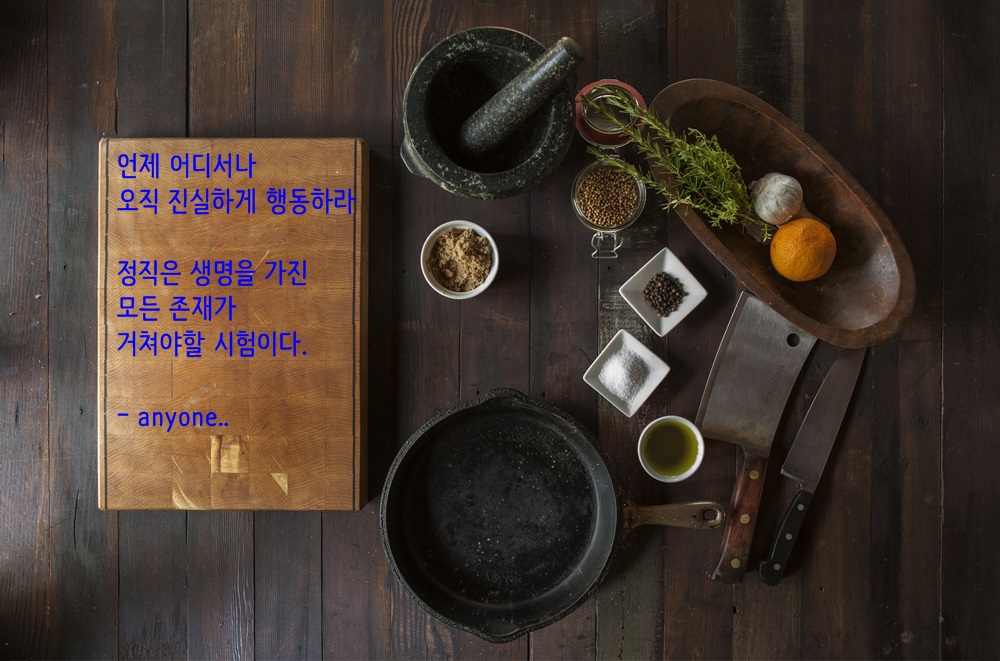 언제 어디서나
오직 진실하게 행동하라
정직은 생명을 가진
모든 존재가
거쳐야할 시험이다.
- anyone..